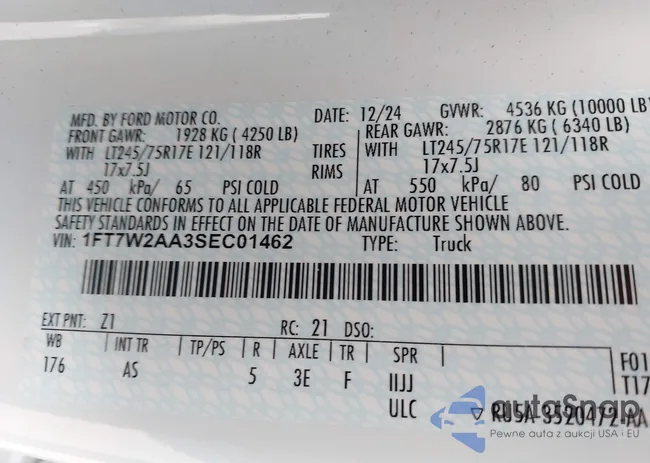 MFD. BY FORD MOTOR CO. DATE: 12/24 GVWR: 4536 KG (10000 LB)
FRONT GAWR: 1928 KG ( 4250 LB) REAR GAWR: 2876 KG ( 6340 LB)
WITH LT245/75R17E 121/118R TIRES WITH LT245/75R17E 121/118R
17x7.5J RIMS 17x7.5J
AT 450 kPa/ 65 PSI COLD AT 550 kPa/ 80 PSI COLD
THIS VEHICLE CONFORMS TO ALL APPLICABLE FEDERAL MOTOR VEHICLE
SAFETY STANDARDS IN EFFECT ON THE DATE OF MANUFACTURE SHOWN ABOVE.
VIN: 1FT7W2AA3SEC01462 TYPE: Truck
EXT PNT: Z1 RC: 21 DSO:
WB INT TR TP/PS R AXLE TR SPR F01
176 AS 5 3E F IIJJ T17
ULC RU5A-3520472-AA
autoSnap
Pewne auta z aukcji USA i EU